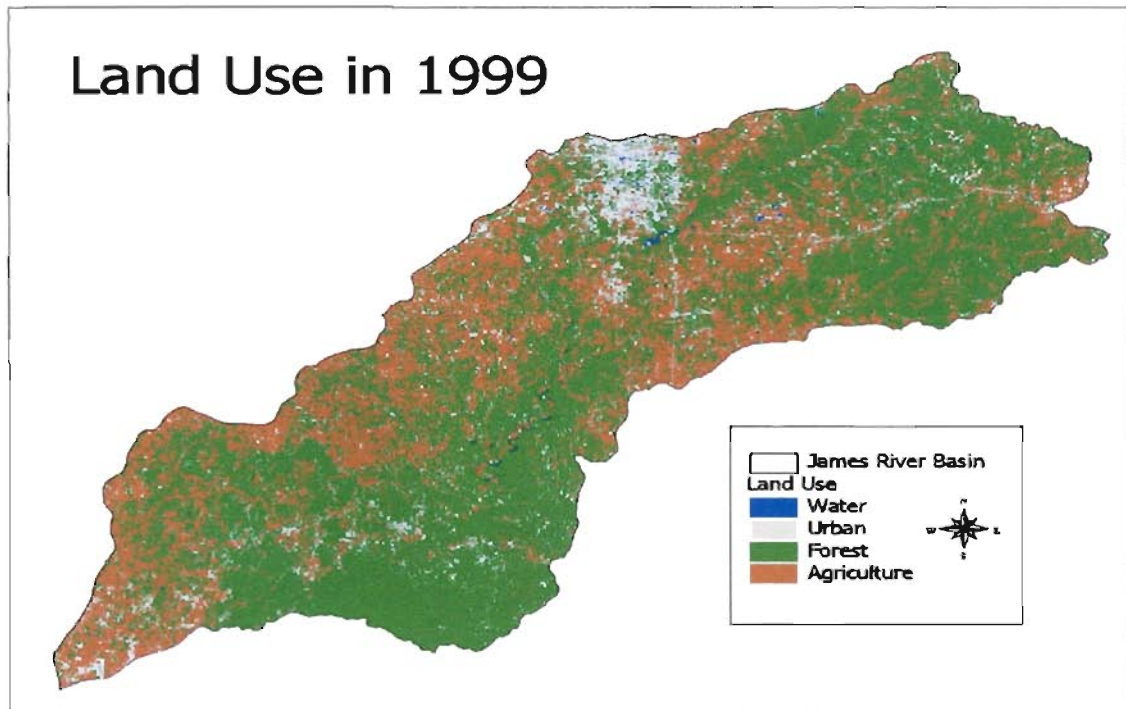 Land Use in 1999
James River Basin
Land Use
Water
Urban
Forest
Agriculture
N
W
S